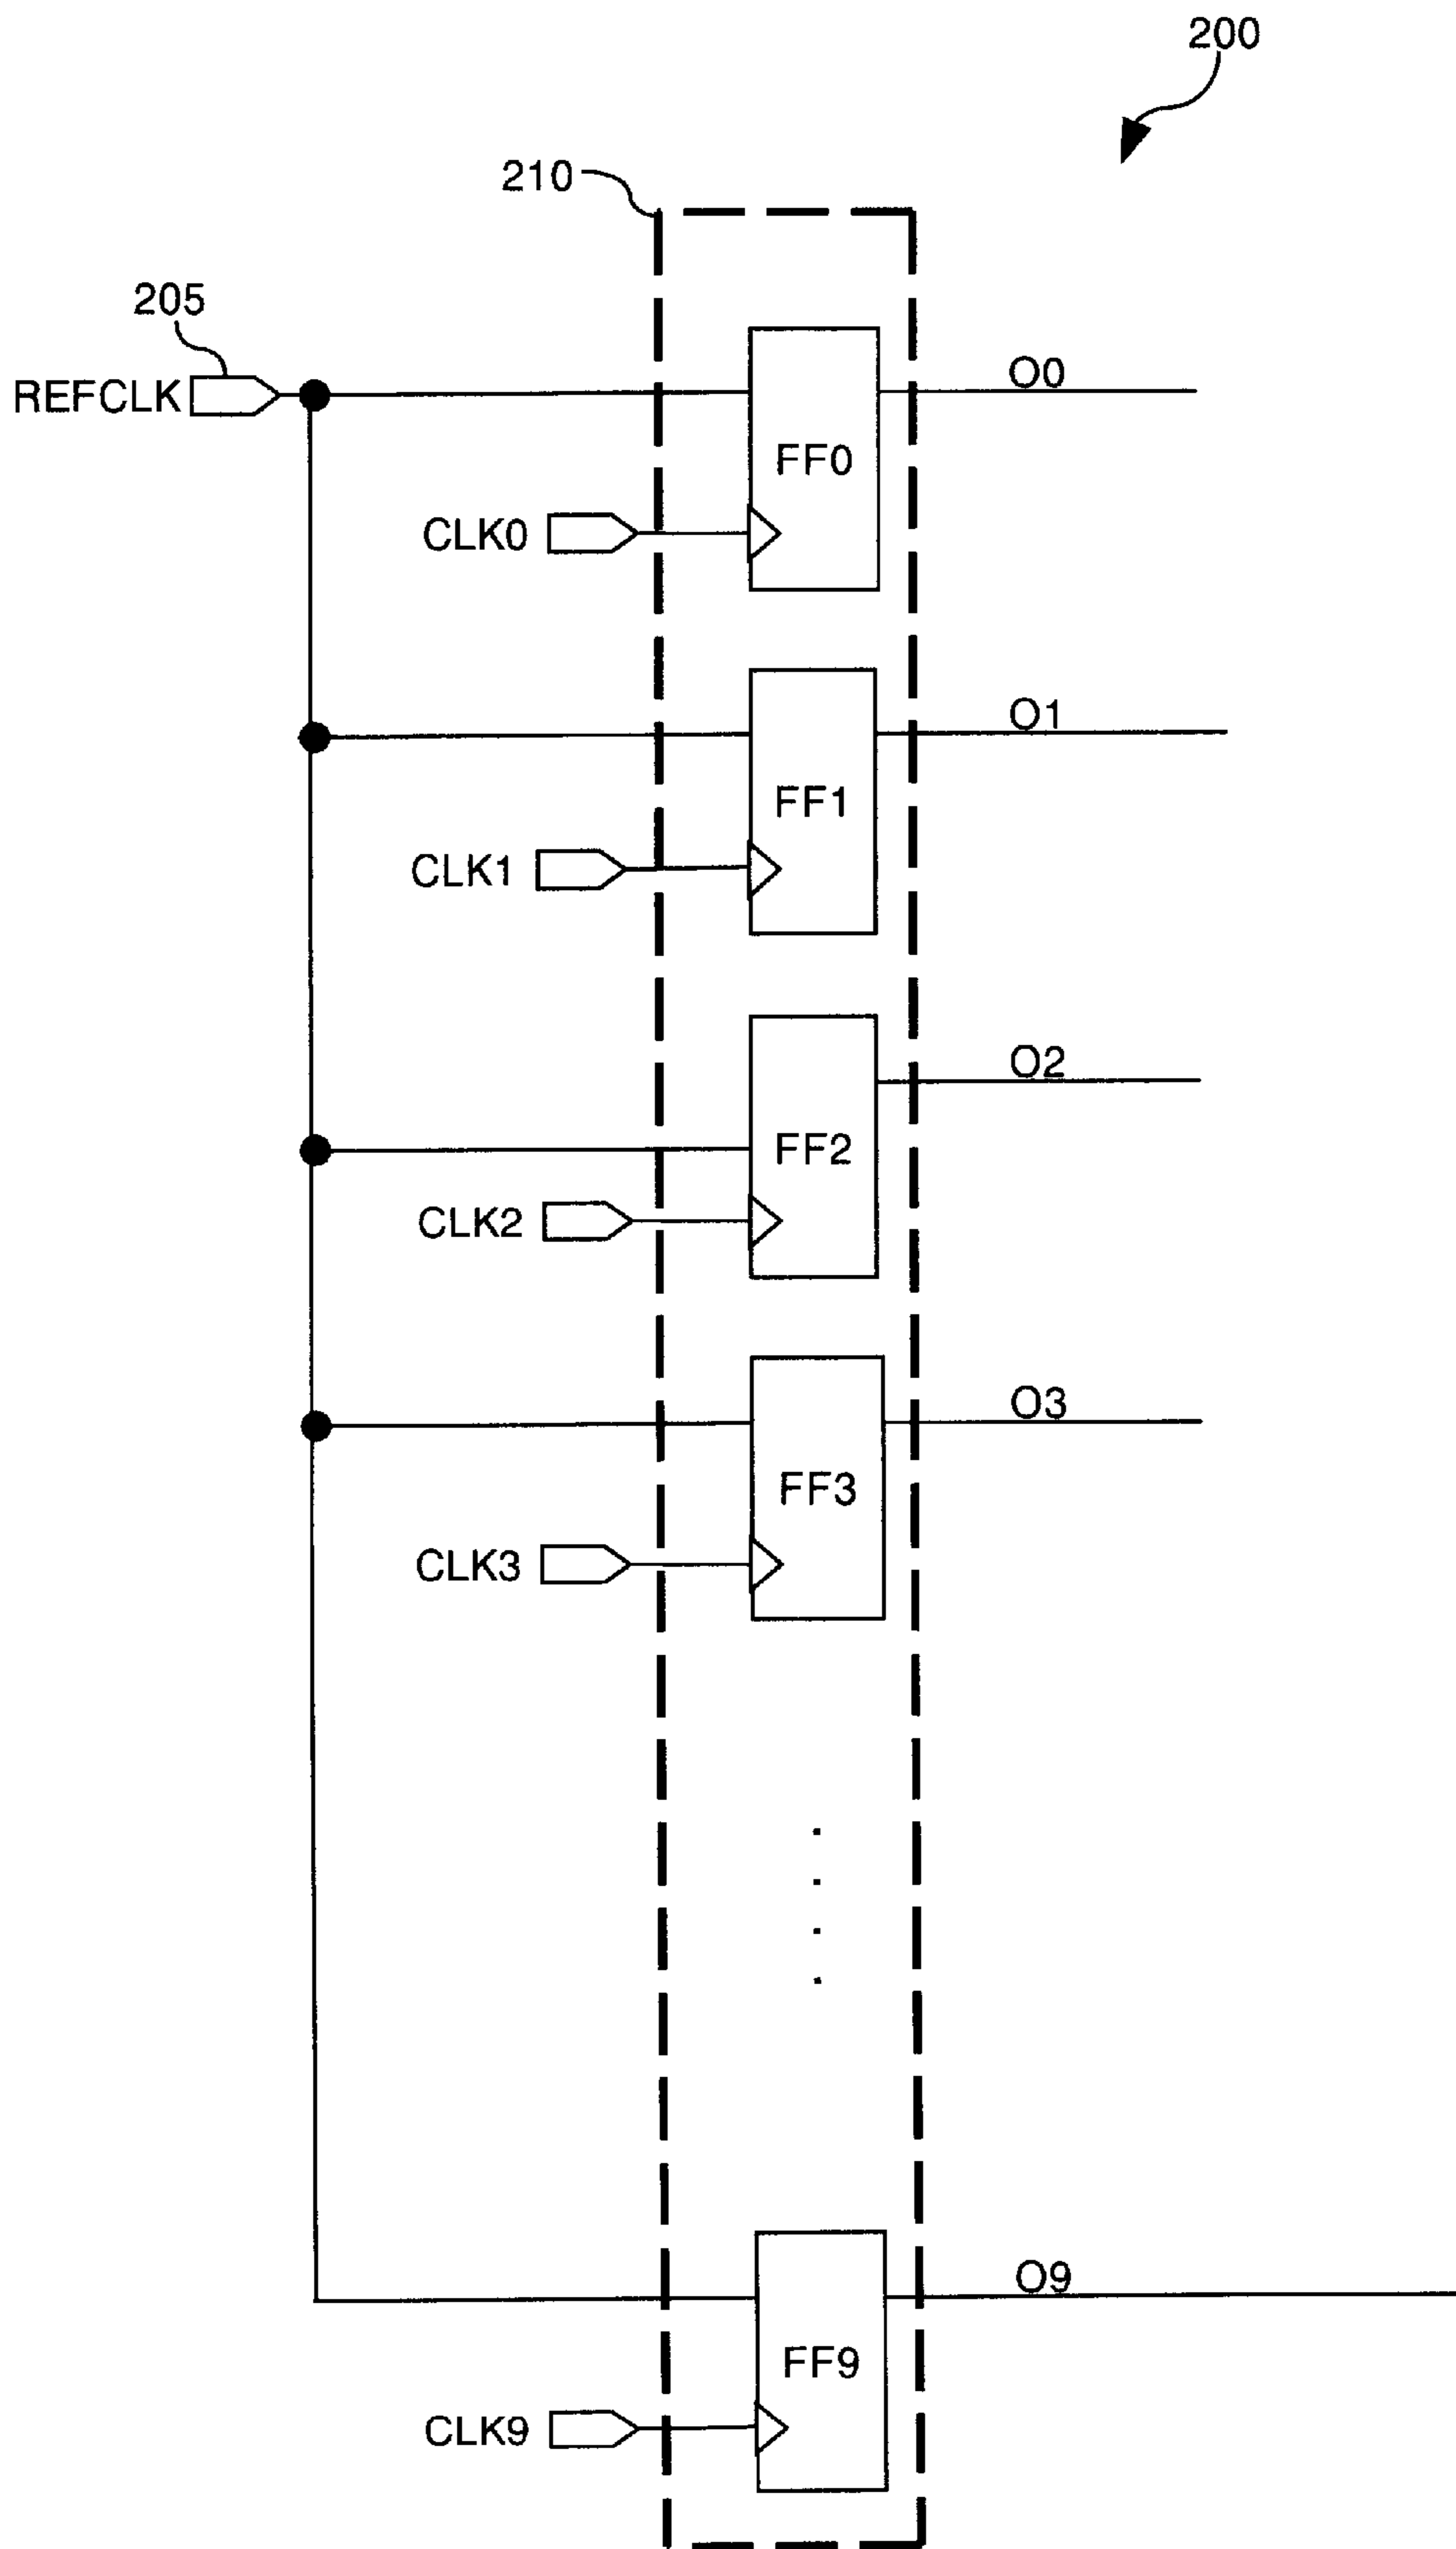 200
210
205
REFCLK
O0
FF0
CLK0
O1
FF1
CLK1
O2
FF2
CLK2
O3
FF3
CLK3
O9
FF9
CLK9